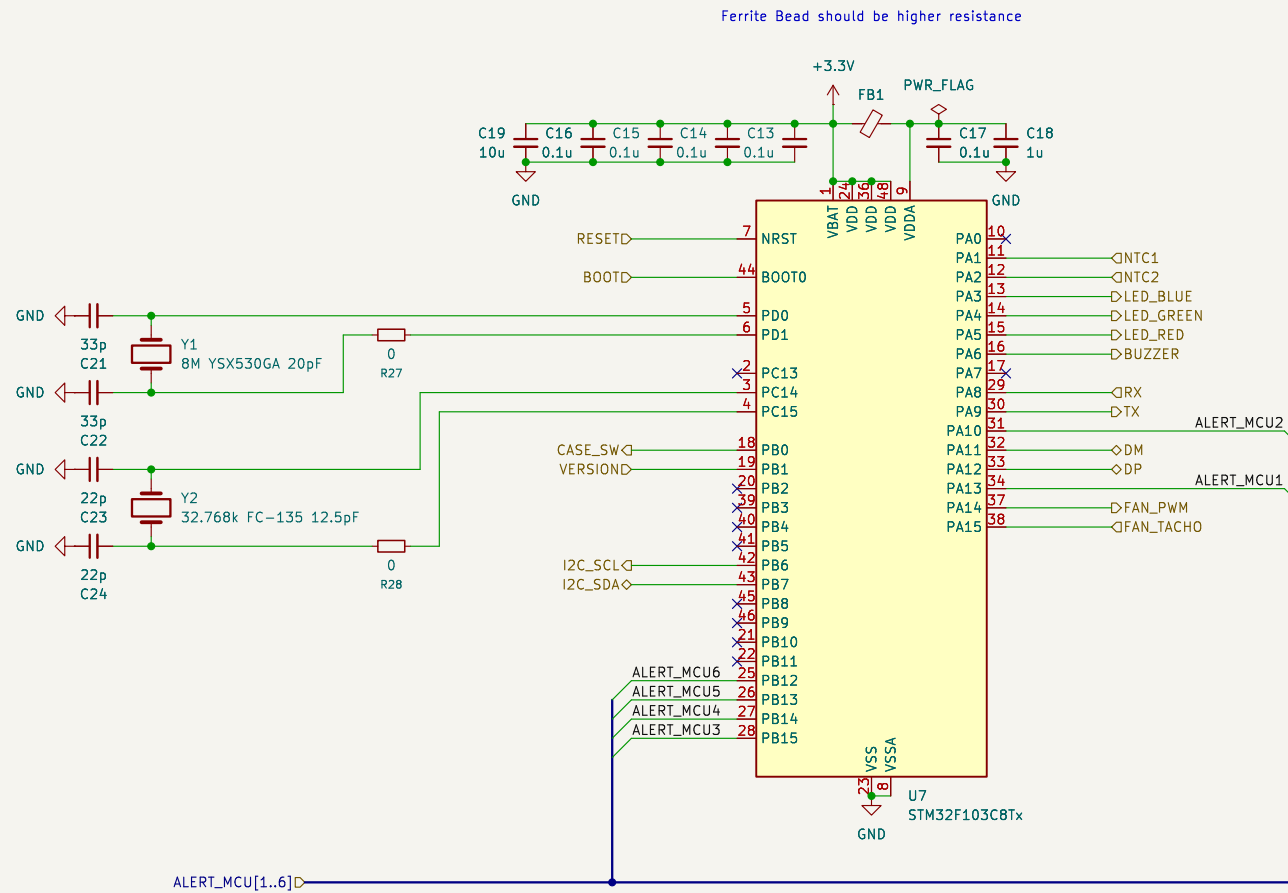 Ferrite Bead should be higher resistance
+3.3V
PWR_FLAG
FB1
C19 C16 C15 C14 C13 C17 C18
10u 0.1u 0.1u 0.1u 0.1u 0.1u 1u
GND GND
1 24 36 48 9
VBAT VDD VDD VDD VDDA
RESET 7 NRST PA0 10
PA1 11 NTC1
BOOT 44 BOOT0 PA2 12 NTC2
PA3 13 LED_BLUE
GND 5 PD0 PA4 14 LED_GREEN
6 PD1 PA5 15 LED_RED
33p Y1 0 PA6 16 BUZZER
C21 8M YSX530GA 20pF R27
2 PC13 PA7 17
GND 3 PC14 PA8 29 RX
4 PC15 PA9 30 TX
33p
C22
PA10 31 ALERT_MCU2
CASE_SW 18 PB0 PA11 32 DM
GND VERSION 19 PB1 PA12 33 DP
20 PB2 PA13 34 ALERT_MCU1
22p Y2
C23 32.768k FC-135 12.5pF
39 PB3 PA14 37 FAN_PWM
40 PB4 PA15 38 FAN_TACHO
GND 41 PB5
I2C_SCL 42 PB6
22p 0
C24 R28
I2C_SDA 43 PB7
45 PB8
46 PB9
21 PB10
22 PB11
ALERT_MCU6 25 PB12
ALERT_MCU5 26 PB13
ALERT_MCU4 27 PB14
ALERT_MCU3 28 PB15
VSS VSSA
23 8
U7
STM32F103C8Tx
GND
ALERT_MCU[1..6]